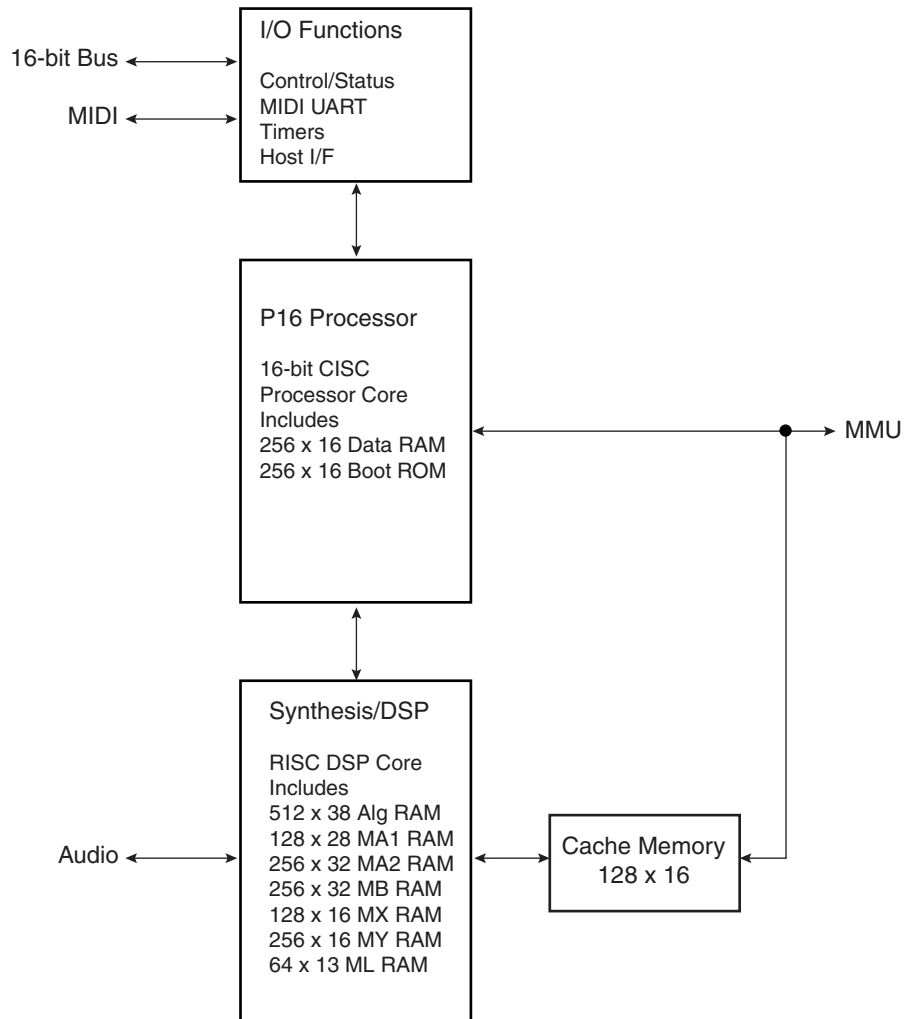 I/O Functions
16-bit Bus
Control/Status
MIDI UART
MIDI
Timers
Host I/F
P16 Processor
16-bit CISC
Processor Core
Includes
256 x 16 Data RAM
256 x 16 Boot ROM
MMU
Synthesis/DSP
RISC DSP Core
Includes
512 x 38 Alg RAM
128 x 28 MA1 RAM
256 x 32 MA2 RAM
256 x 32 MB RAM
128 x 16 MX RAM
256 x 16 MY RAM
64 x 13 ML RAM
Audio
Cache Memory
128 x 16